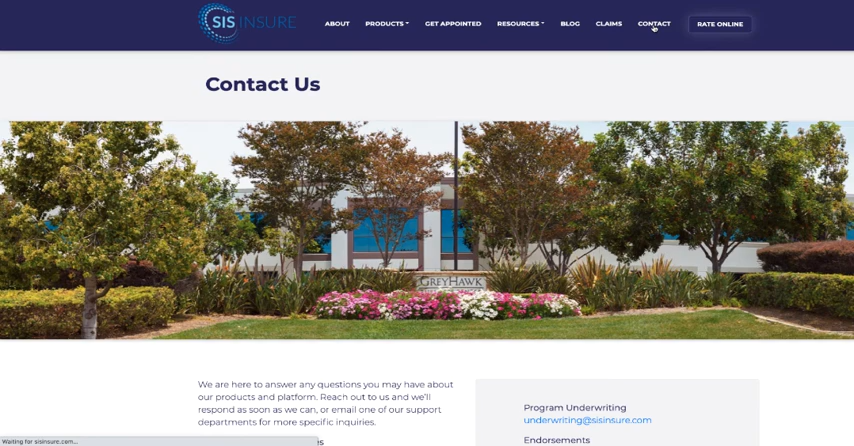 SIS INSURE
ABOUT PRODUCTS GET APPOINTED RESOURCES BLOG CLAIMS CONTACT RATE ONLINE
Contact Us
GREYHAWK
We are here to answer any questions you may have about
our products and platform. Reach out to us and we'll
respond as soon as we can, or email one of our support
departments for more specific inquiries.
Program Underwriting
underwriting@sisinsure.com
Endorsements
Waiting for sisinsure.com...